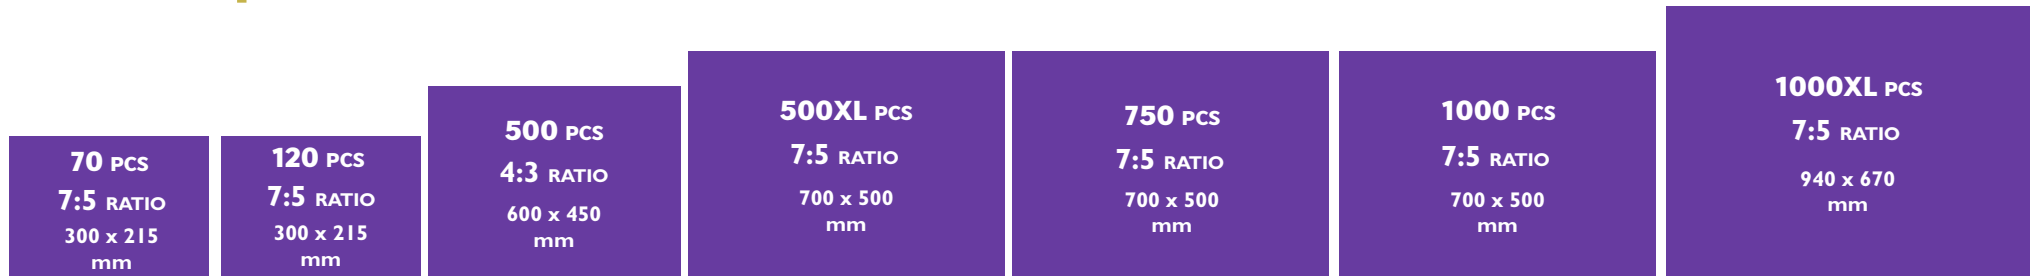 70 PCS
7:5 RATIO
300 x 215
mm
120 PCS
7:5 RATIO
300 x 215
mm
500 PCS
4:3 RATIO
600 x 450
mm
500XL PCS
7:5 RATIO
700 x 500
mm
750 PCS
7:5 RATIO
700 x 500
mm
1000 PCS
7:5 RATIO
700 x 500
mm
1000XL PCS
7:5 RATIO
940 x 670
mm